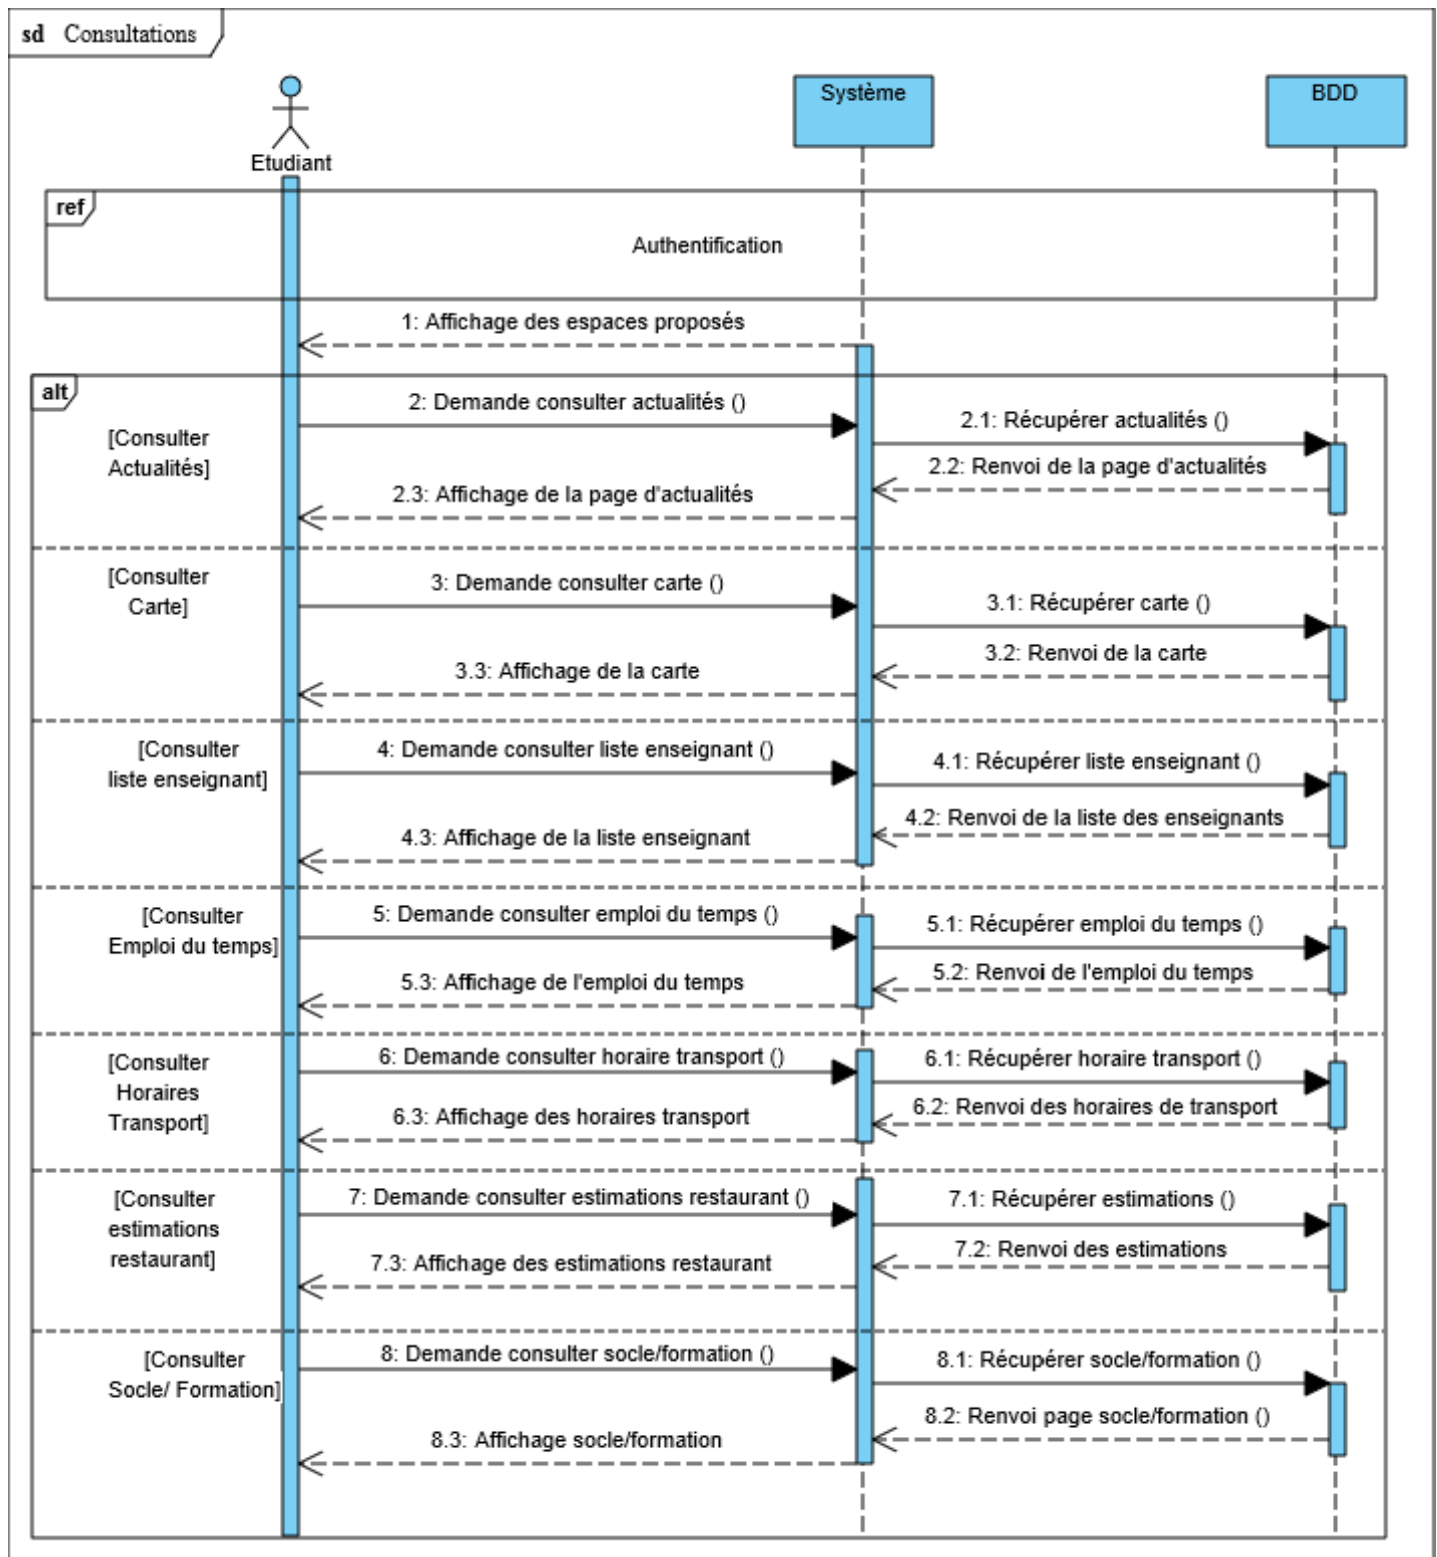 sd Consultations
Système
BDD
Etudiant
ref
Authentification
1: Affichage des espaces proposés
alt
[Consulter
Actualités]
2: Demande consulter actualités ()
2.1: Récupérer actualités ()
2.2: Renvoi de la page d'actualités
2.3: Affichage de la page d'actualités
[Consulter
Carte]
3: Demande consulter carte ()
3.1: Récupérer carte ()
3.2: Renvoi de la carte
3.3: Affichage de la carte
[Consulter
liste enseignant]
4: Demande consulter liste enseignant ()
4.1: Récupérer liste enseignant ()
4.2: Renvoi de la liste des enseignants
4.3: Affichage de la liste enseignant
[Consulter
Emploi du temps]
5: Demande consulter emploi du temps ()
5.1: Récupérer emploi du temps ()
5.2: Renvoi de l'emploi du temps
5.3: Affichage de l'emploi du temps
[Consulter
Horaires
Transport]
6: Demande consulter horaire transport ()
6.1: Récupérer horaire transport ()
6.2: Renvoi des horaires de transport
6.3: Affichage des horaires transport
[Consulter
estimations
restaurant]
7: Demande consulter estimations restaurant ()
7.1: Récupérer estimations ()
7.2: Renvoi des estimations
7.3: Affichage des estimations restaurant
[Consulter
Socle/ Formation]
8: Demande consulter socle/formation ()
8.1: Récupérer socle/formation ()
8.2: Renvoi page socle/formation ()
8.3: Affichage socle/formation